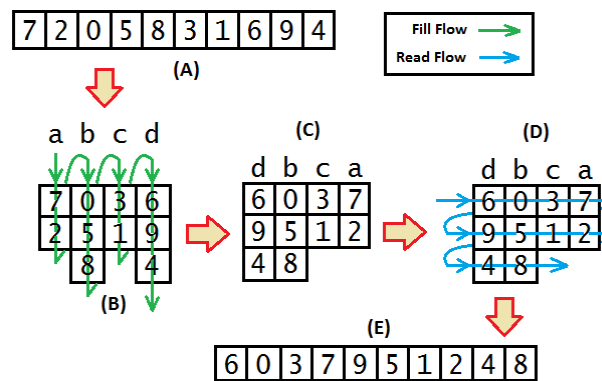 7 2 0 5 8 3 1 6 9 4
(A)
Fill Flow
Read Flow
a b c d
7 0 3 6
2 5 1 9
8 4
(B)
(C)
d b c a
6 0 3 7
9 5 1 2
4 8
(D)
d b c a
6 0 3 7
9 5 1 2
4 8
(E)
6 0 3 7 9 5 1 2 4 8